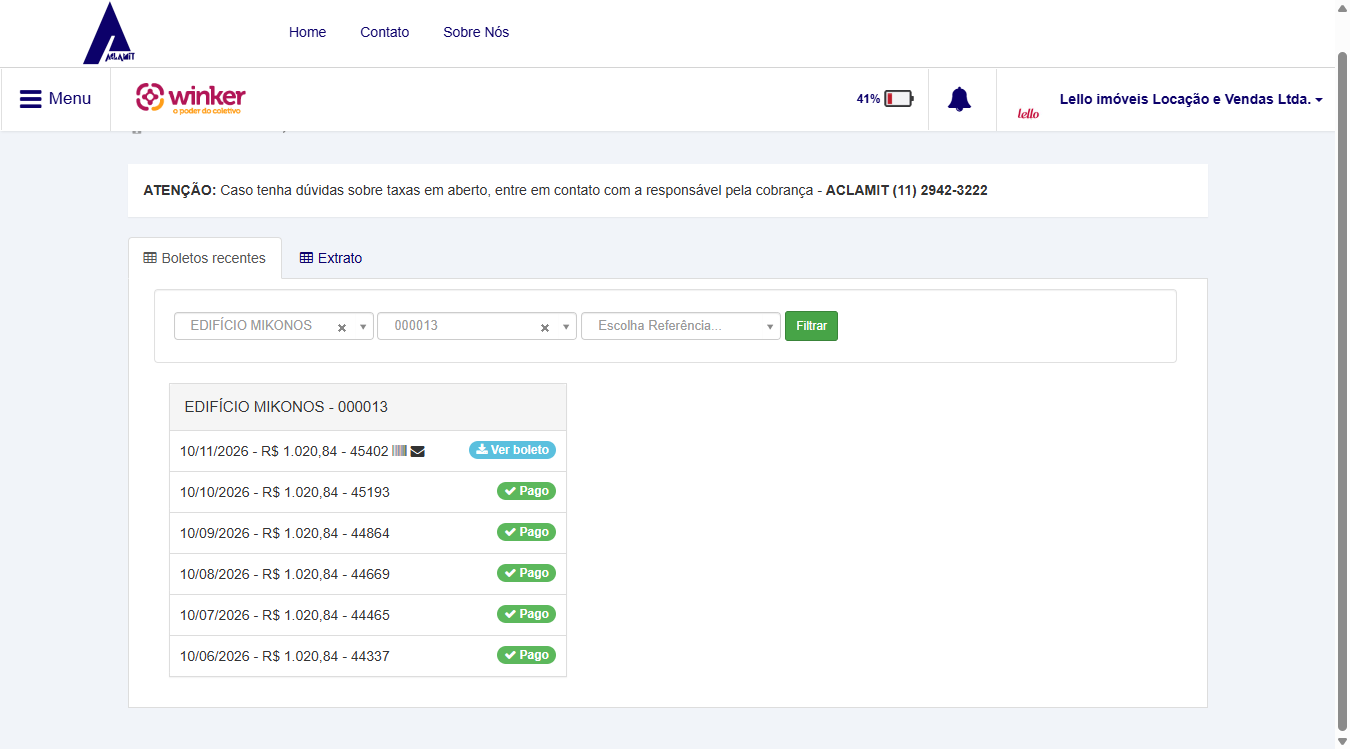 ACLAMIT
Home Contato Sobre Nós
Menu
winker
o poder do coletivo
41%
lello
Lello imóveis Locação e Vendas Ltda.
ATENÇÃO: Caso tenha dúvidas sobre taxas em aberto, entre em contato com a responsável pela cobrança - ACLAMIT (11) 2942-3222
Boletos recentes Extrato
EDIFÍCIO MIKONOS × 000013 × Escolha Referência... Filtrar
EDIFÍCIO MIKONOS - 000013
10/11/2026 - R$ 1.020,84 - 45402 Ver boleto
10/10/2026 - R$ 1.020,84 - 45193 Pago
10/09/2026 - R$ 1.020,84 - 44864 Pago
10/08/2026 - R$ 1.020,84 - 44669 Pago
10/07/2026 - R$ 1.020,84 - 44465 Pago
10/06/2026 - R$ 1.020,84 - 44337 Pago